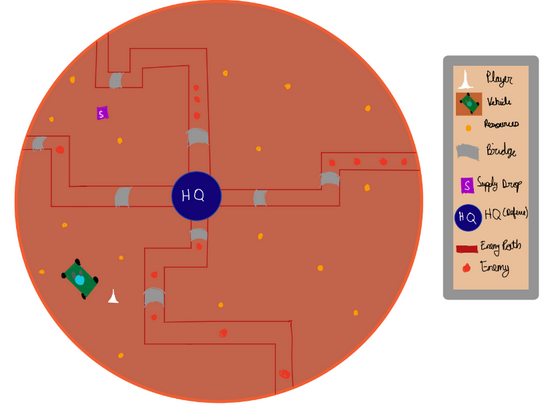 S
HQ
Player
Vehicle
Resources
Bridge
S Supply Drop
HQ HQ (Defend)
Enemy Path
Enemy